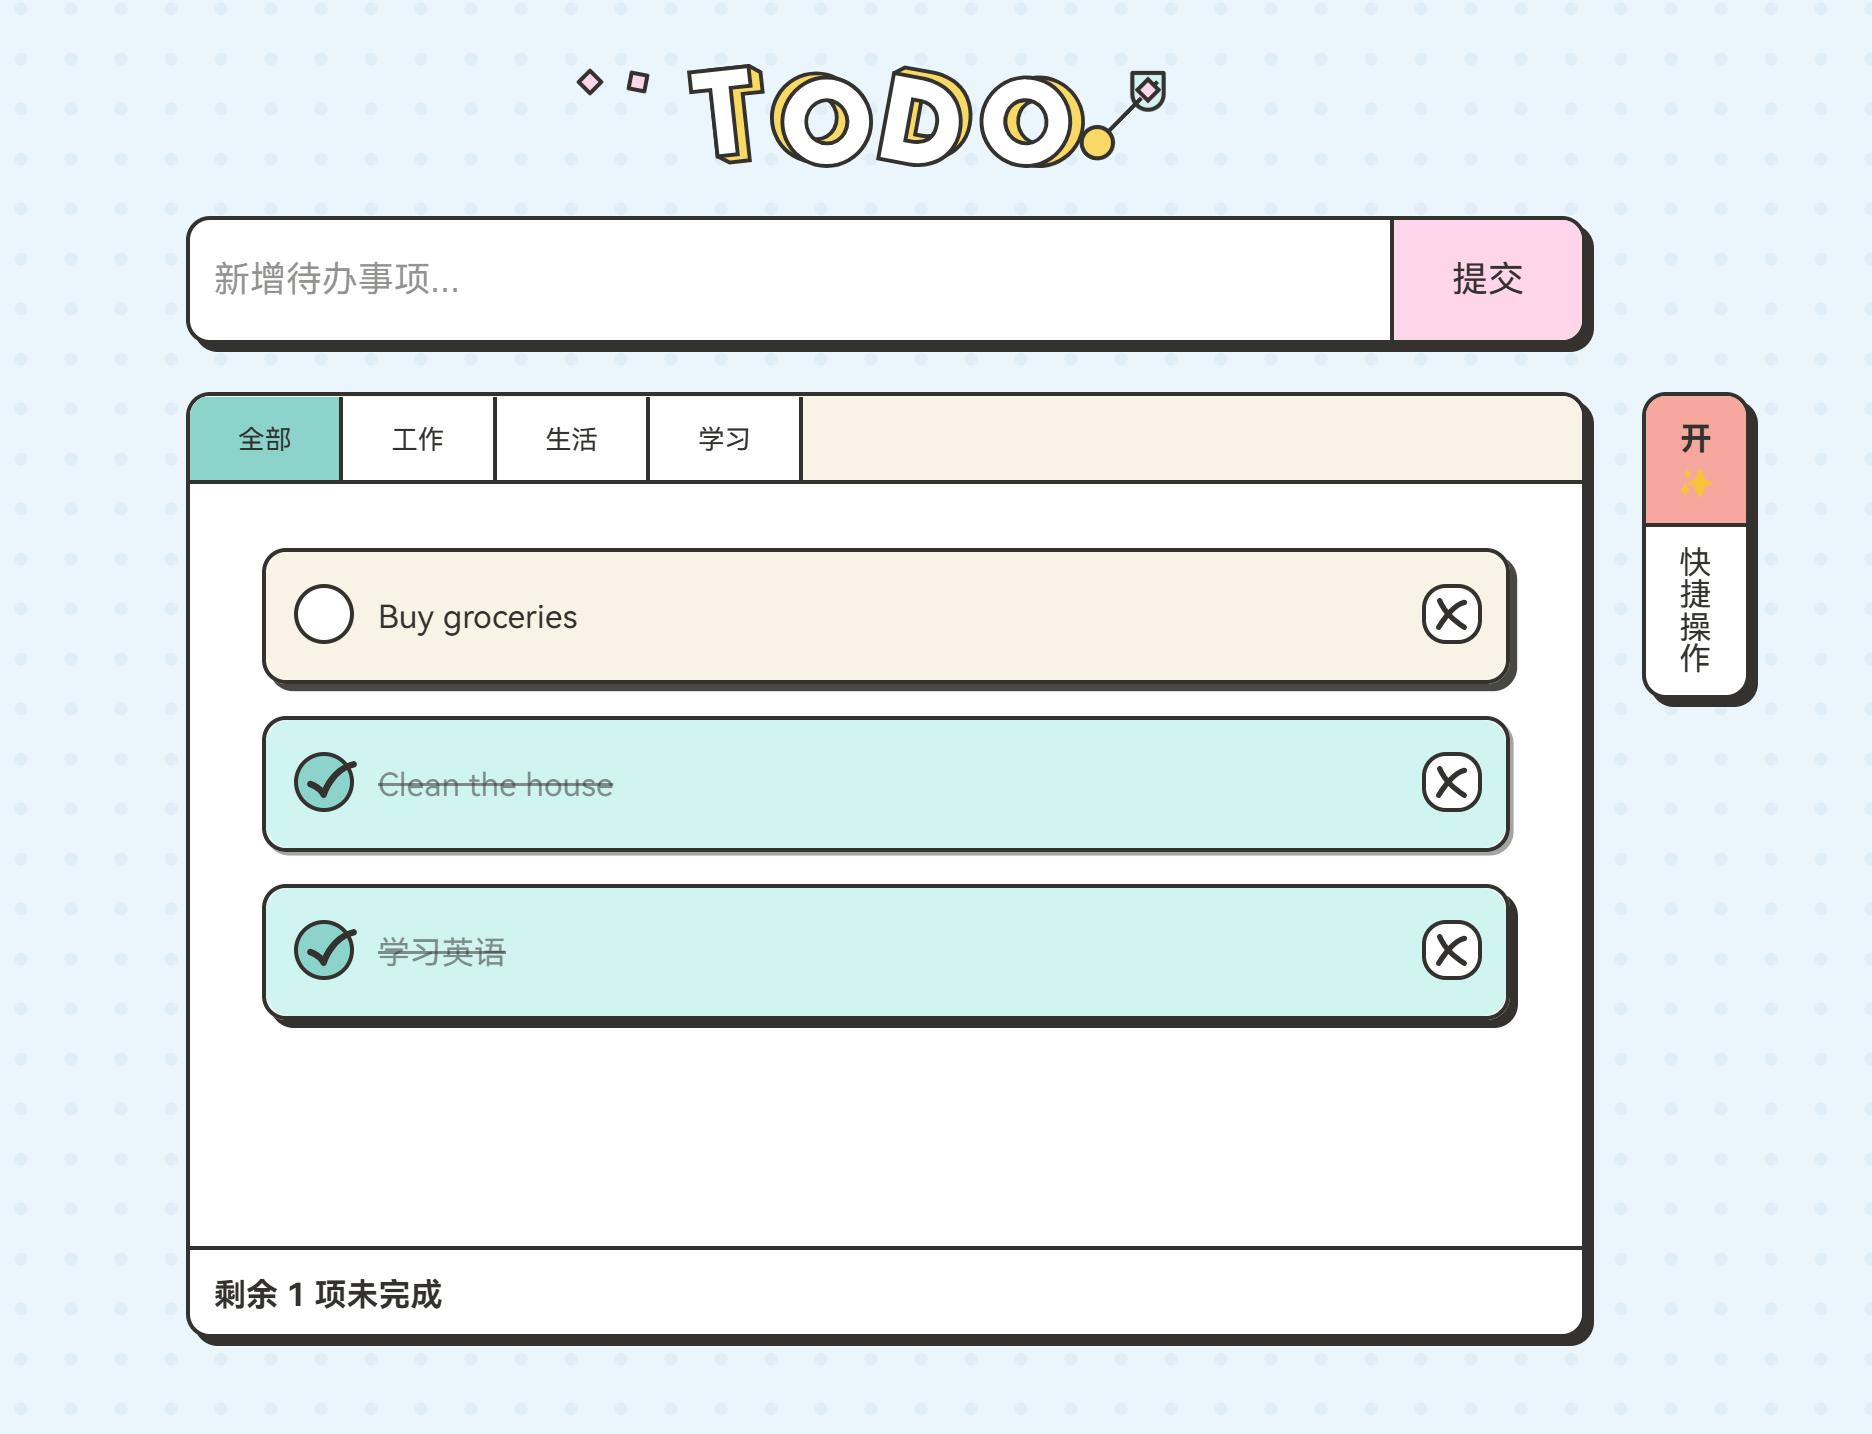 TODO
新增待办事项...
提交
全部 工作 生活 学习
开
✨
快捷操作
Buy groceries
Clean the house
学习英语
剩余 1 项未完成